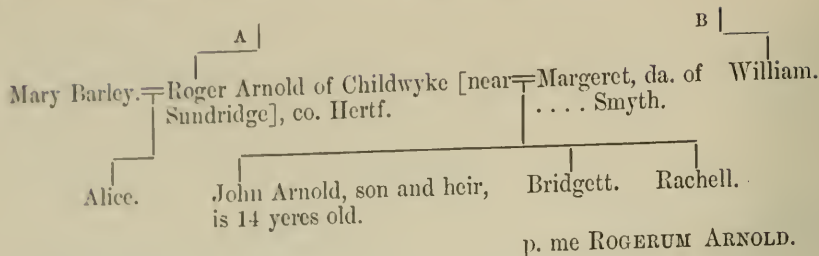 A
B
Mary Barley.=Roger Arnold of Childwyke [near=Margeret, da. of William.
Sundridge], co. Hertf. .... Smyth.
Alice. John Arnold, son and heir, Bridgett. Rachell.
is 14 yeres old.
p. me ROGERUM ARNOLD.